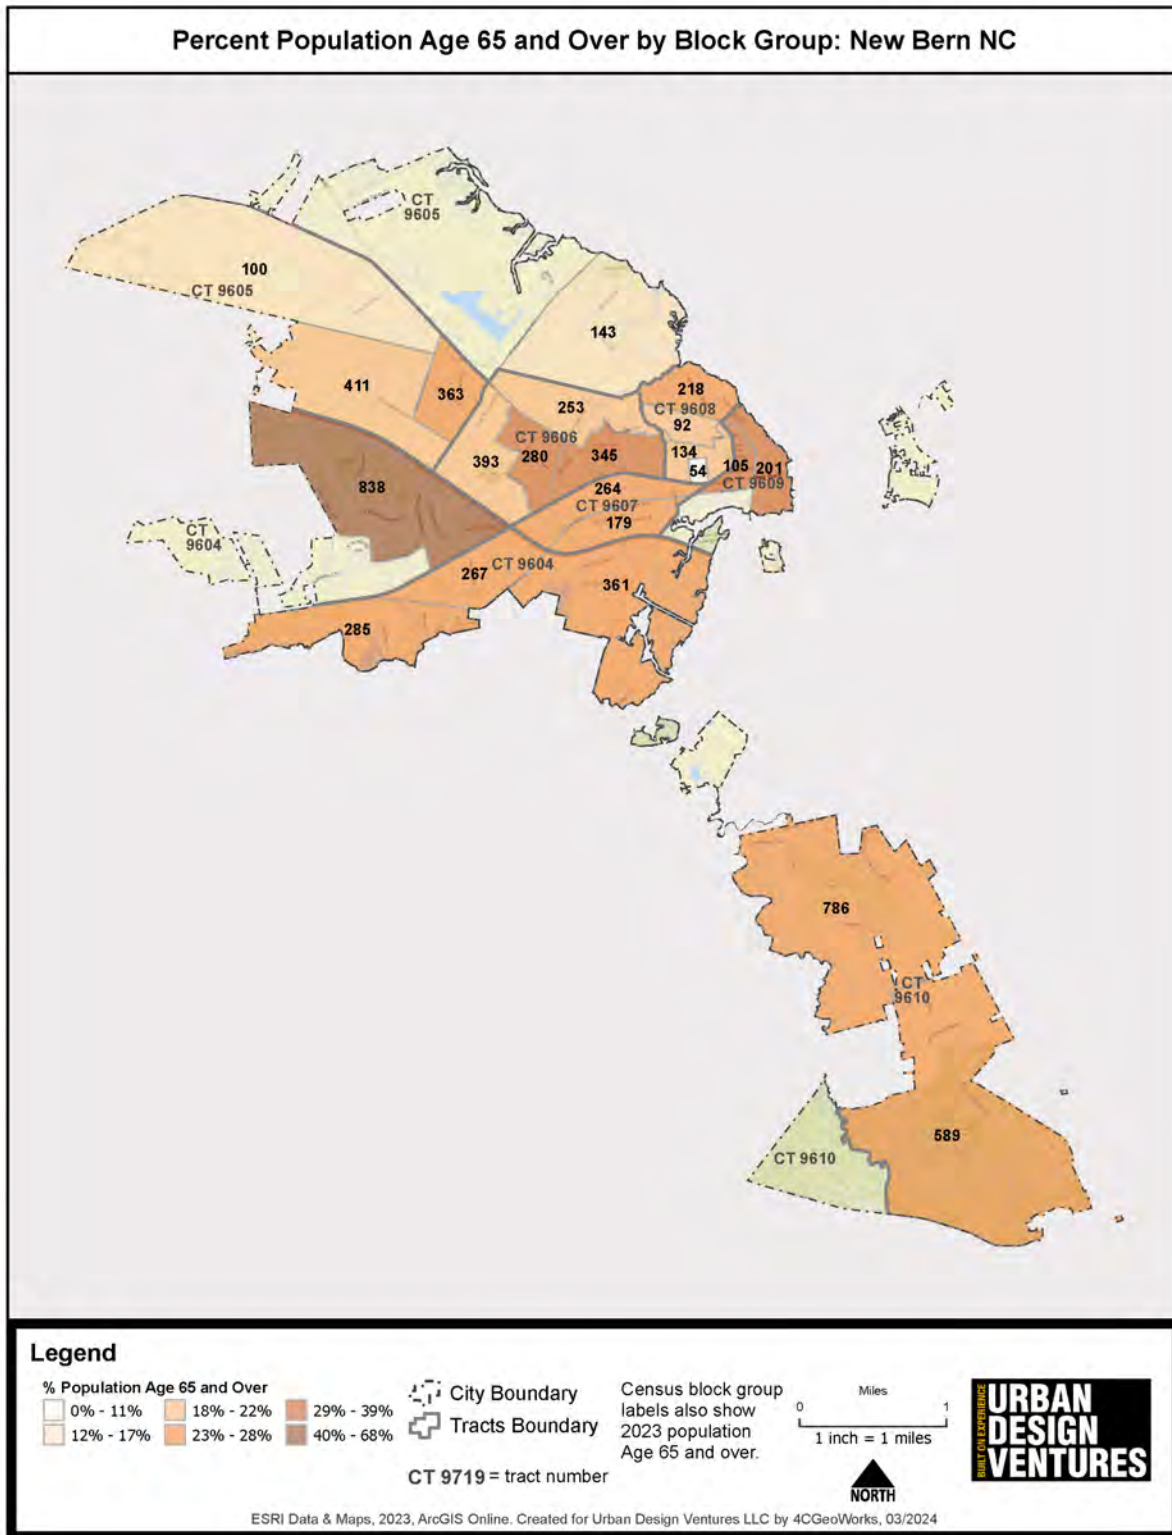 Percent Population Age 65 and Over by Block Group: New Bern NC
CT
9605
100
CT 9605
143
411
363
218
253
CT 9608
92
CT 9606
393
280
345
134
54
105
201
CT 9609
838
264
CT 9607
179
CT
9604
CT 9604
267
361
285
786
CT
9610
589
CT 9610
Legend
% Population Age 65 and Over
0% - 11%
18% - 22%
29% - 39%
12% - 17%
23% - 28%
40% - 68%
City Boundary
Tracts Boundary
CT 9719 = tract number
Census block group
labels also show
2023 population
Age 65 and over.
Miles
0 1
1 inch = 1 miles
NORTH
BUILT ON EXPERIENCE
URBAN
DESIGN
VENTURES
ESRI Data & Maps, 2023, ArcGIS Online. Created for Urban Design Ventures LLC by 4CGeoWorks, 03/2024